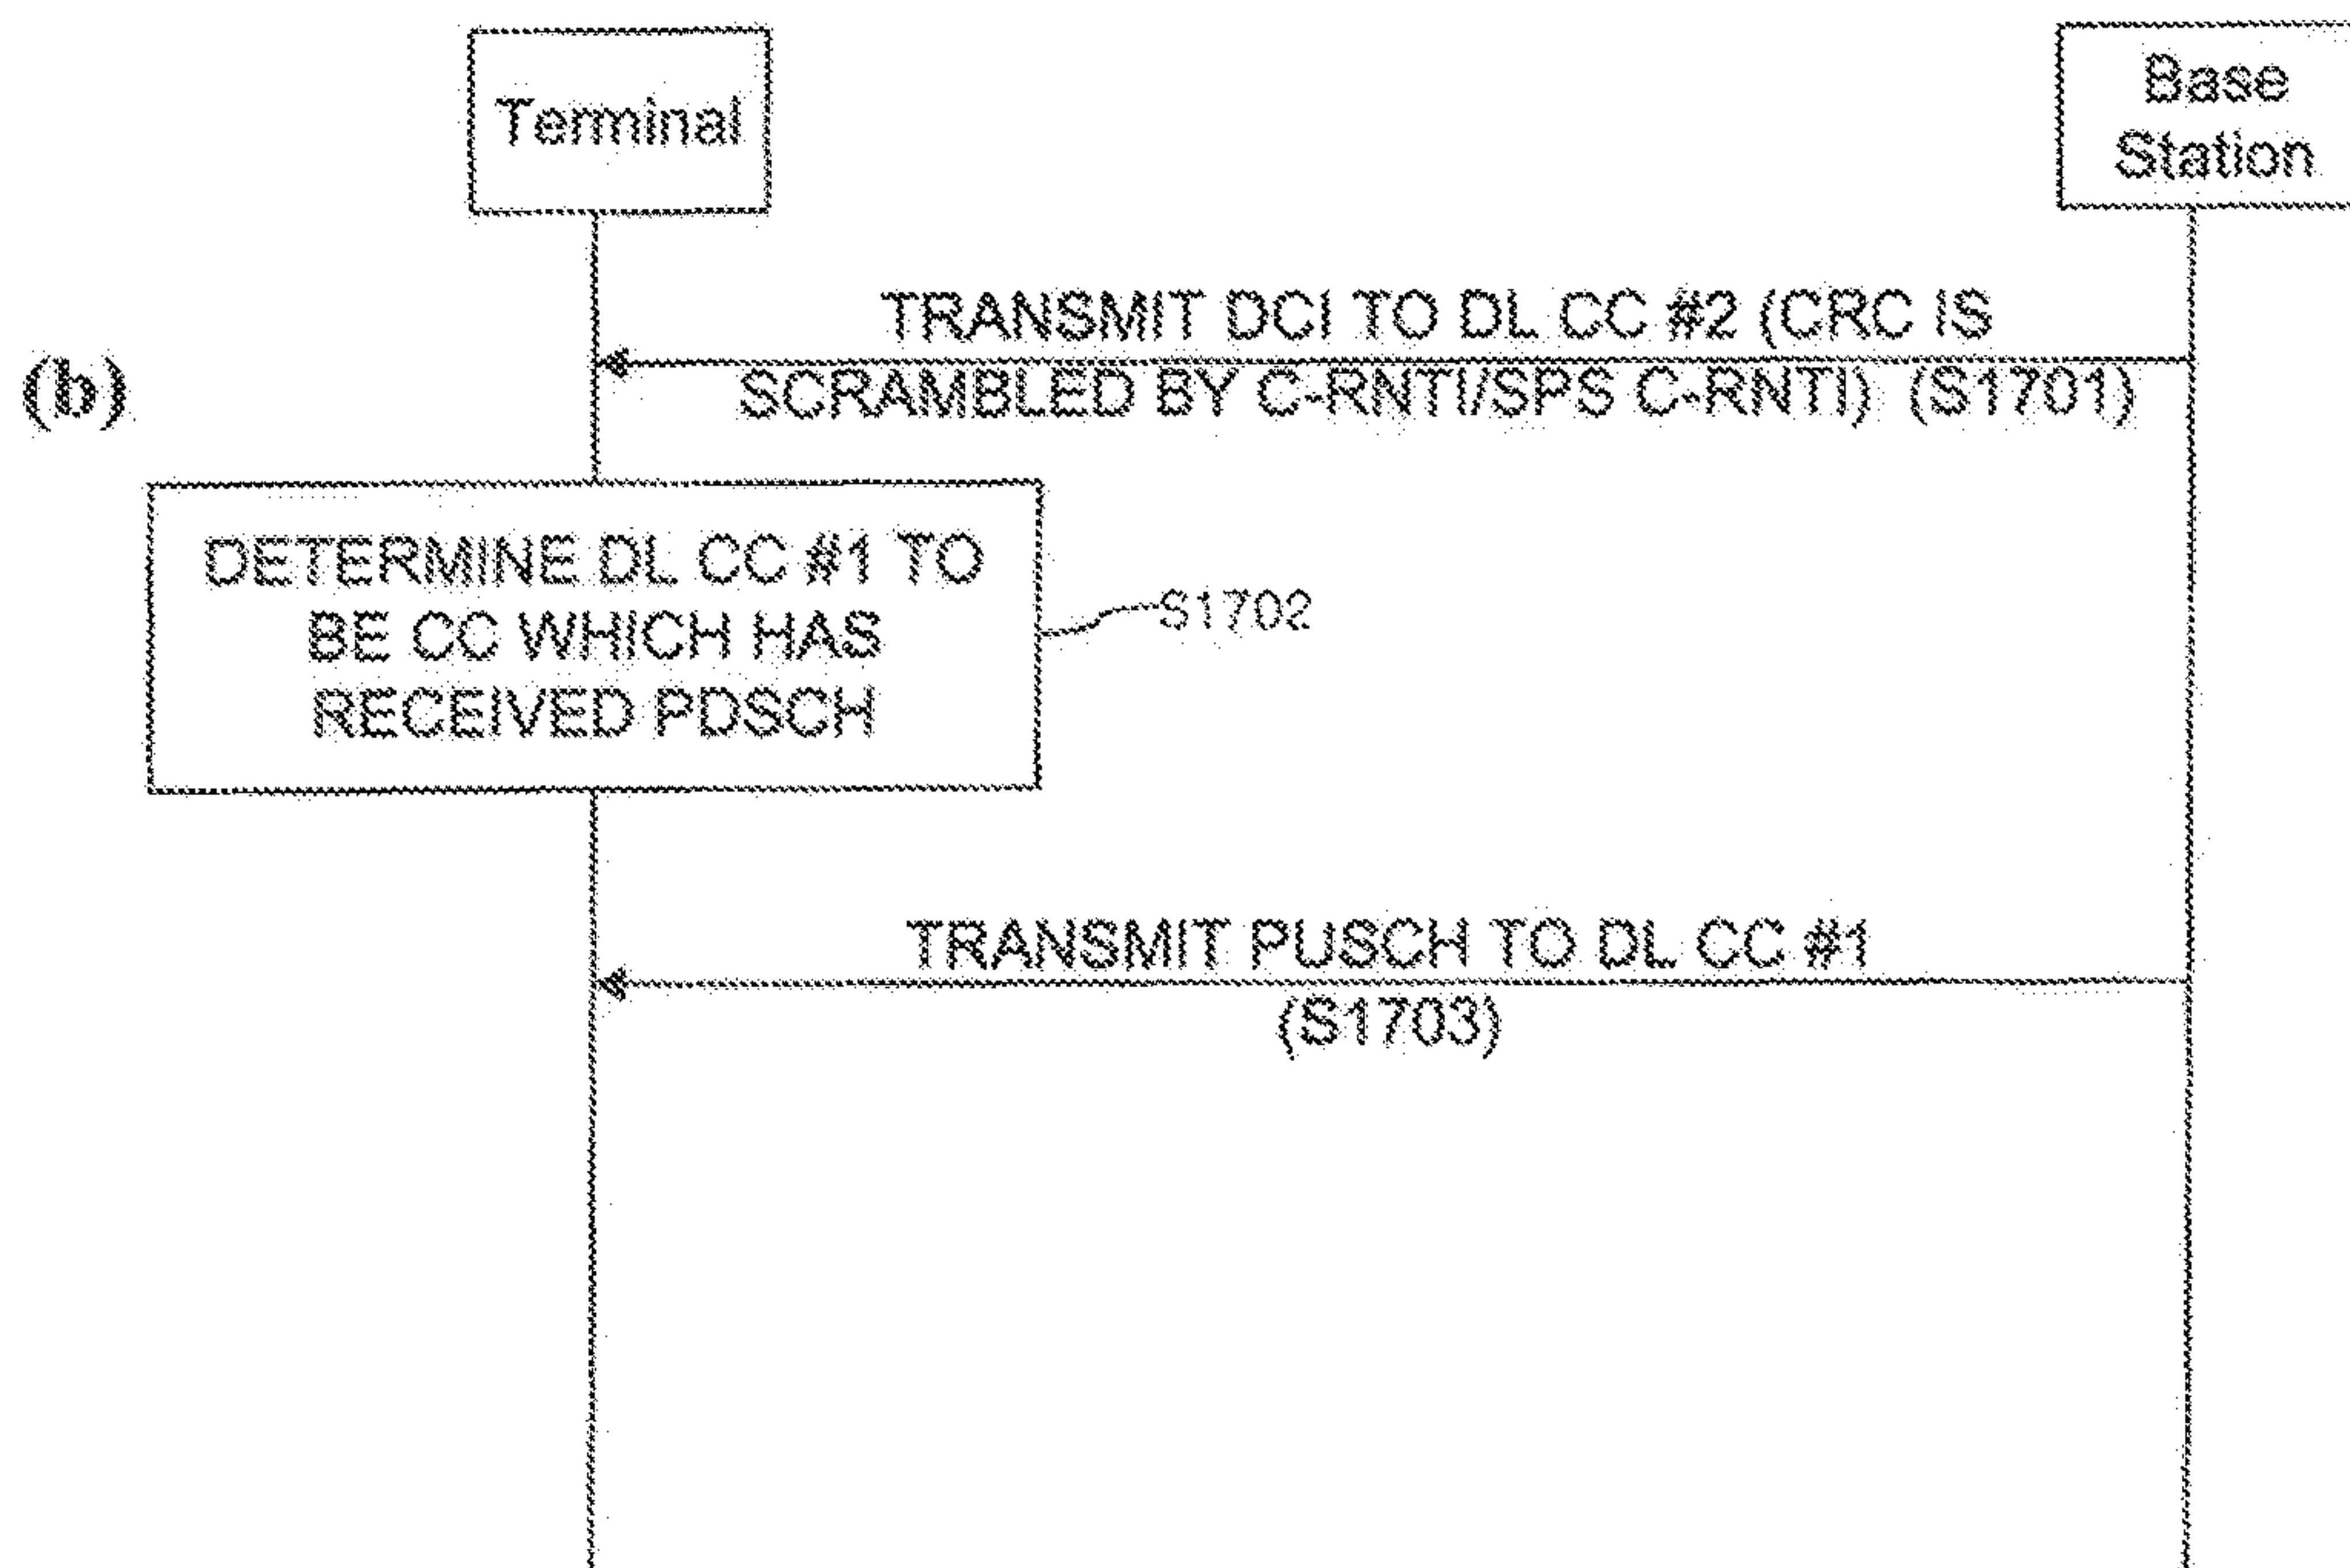 Terminal
Base
Station
TRANSMIT DCI TO DL CC #2 (CRC IS
SCRAMBLED BY C-RNTI/SPS C-RNTI) (S1701)
(b)
DETERMINE DL CC #1 TO
BE CC WHICH HAS
RECEIVED PDSCH
S1702
TRANSMIT PUSCH TO DL CC #1
(S1703)